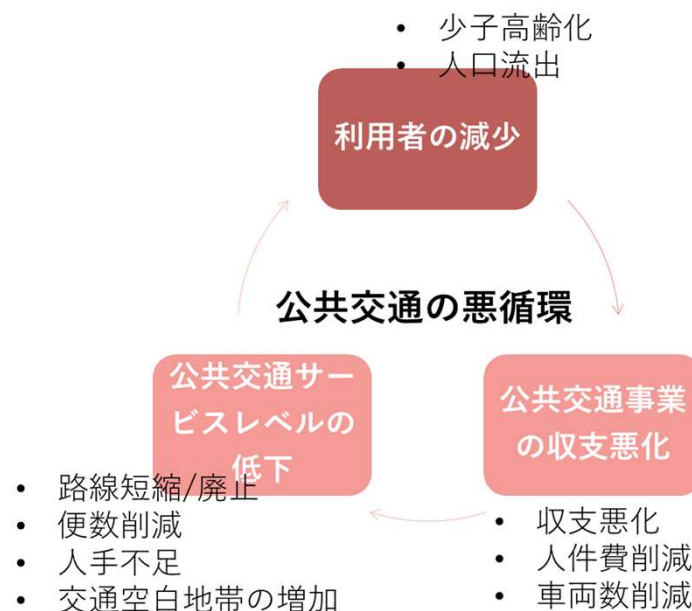 • 少子高齢化
• 人口流出
利用者の減少
公共交通の悪循環
公共交通サー
ビスレベルの
低下
• 路線短縮/廃止
• 便数削減
• 人手不足
• 交通空白地帯の増加
公共交通事業
の収支悪化
• 収支悪化
• 人件費削減
• 車両数削減